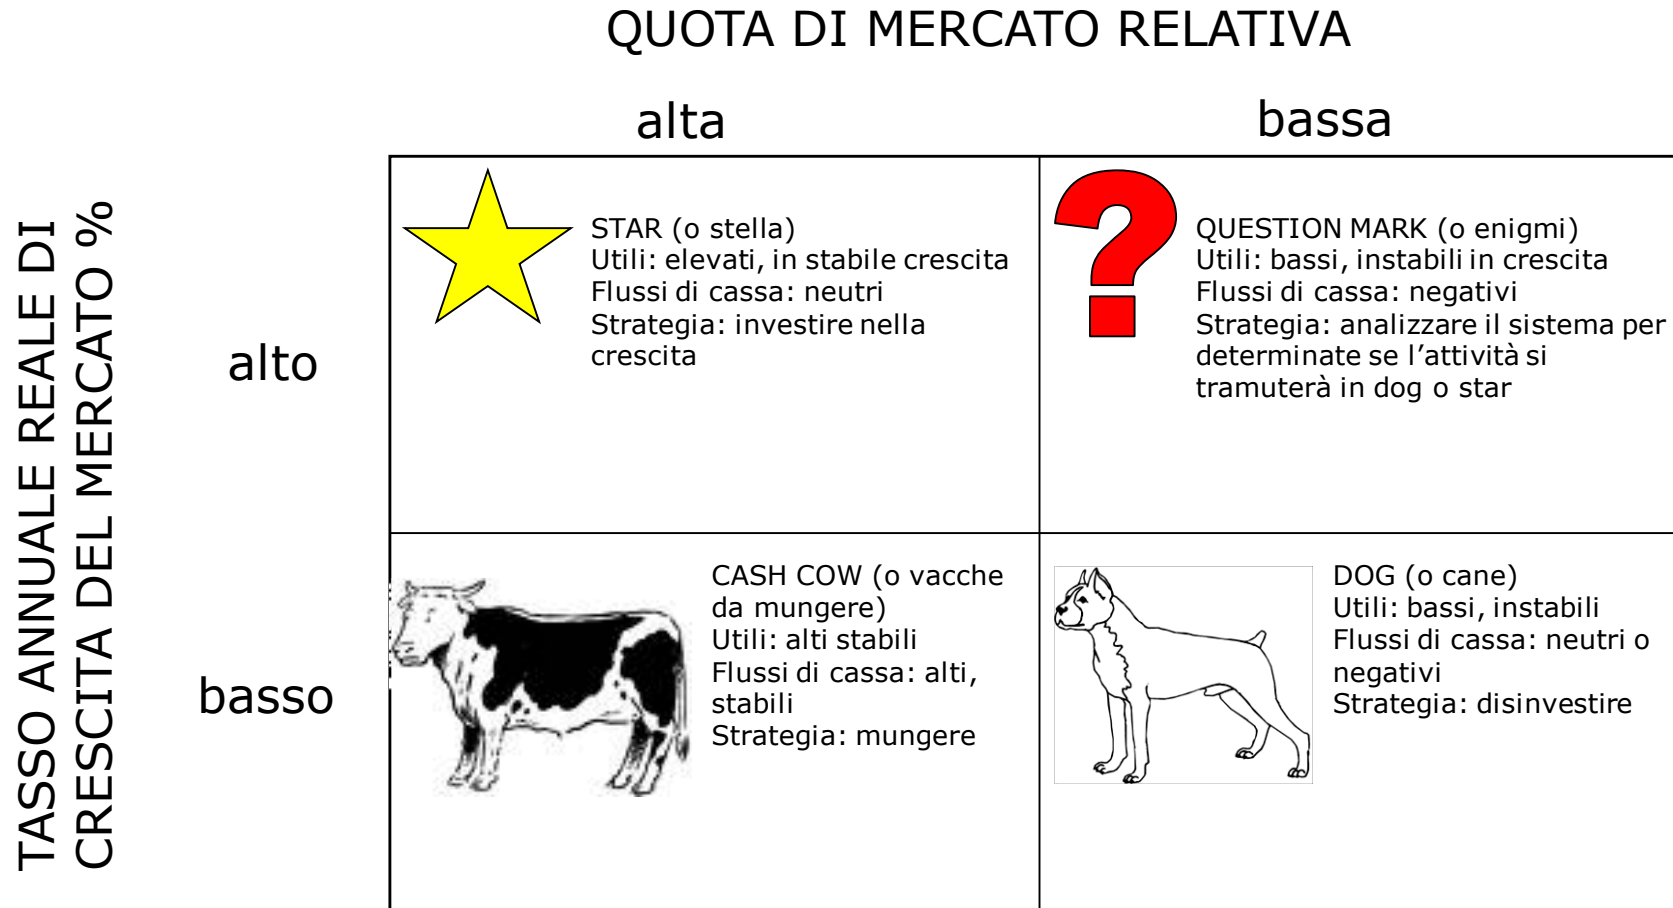 QUOTA DI MERCATO RELATIVA
alta
bassa
TASSO ANNUALE REALE DI
CRESCITA DEL MERCATO %
alto
STAR (o stella)
Utili: elevati, in stabile crescita
Flussi di cassa: neutri
Strategia: investire nella
crescita
QUESTION MARK (o enigmi)
Utili: bassi, instabili in crescita
Flussi di cassa: negativi
Strategia: analizzare il sistema per
determinate se l’attività si
tramuterà in dog o star
basso
CASH COW (o vacche
da mungere)
Utili: alti stabili
Flussi di cassa: alti,
stabili
Strategia: mungere
DOG (o cane)
Utili: bassi, instabili
Flussi di cassa: neutri o
negativi
Strategia: disinvestire